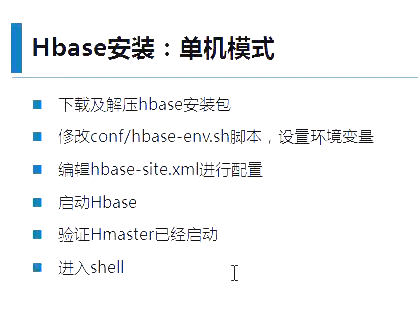 Hbase安装：单机模式
下载及解压hbase安装包
修改conf/hbase-env.sh脚本，设置环境变量
编辑hbase-site.xml进行配置
启动Hbase
验证Hmaster已经启动
进入shell